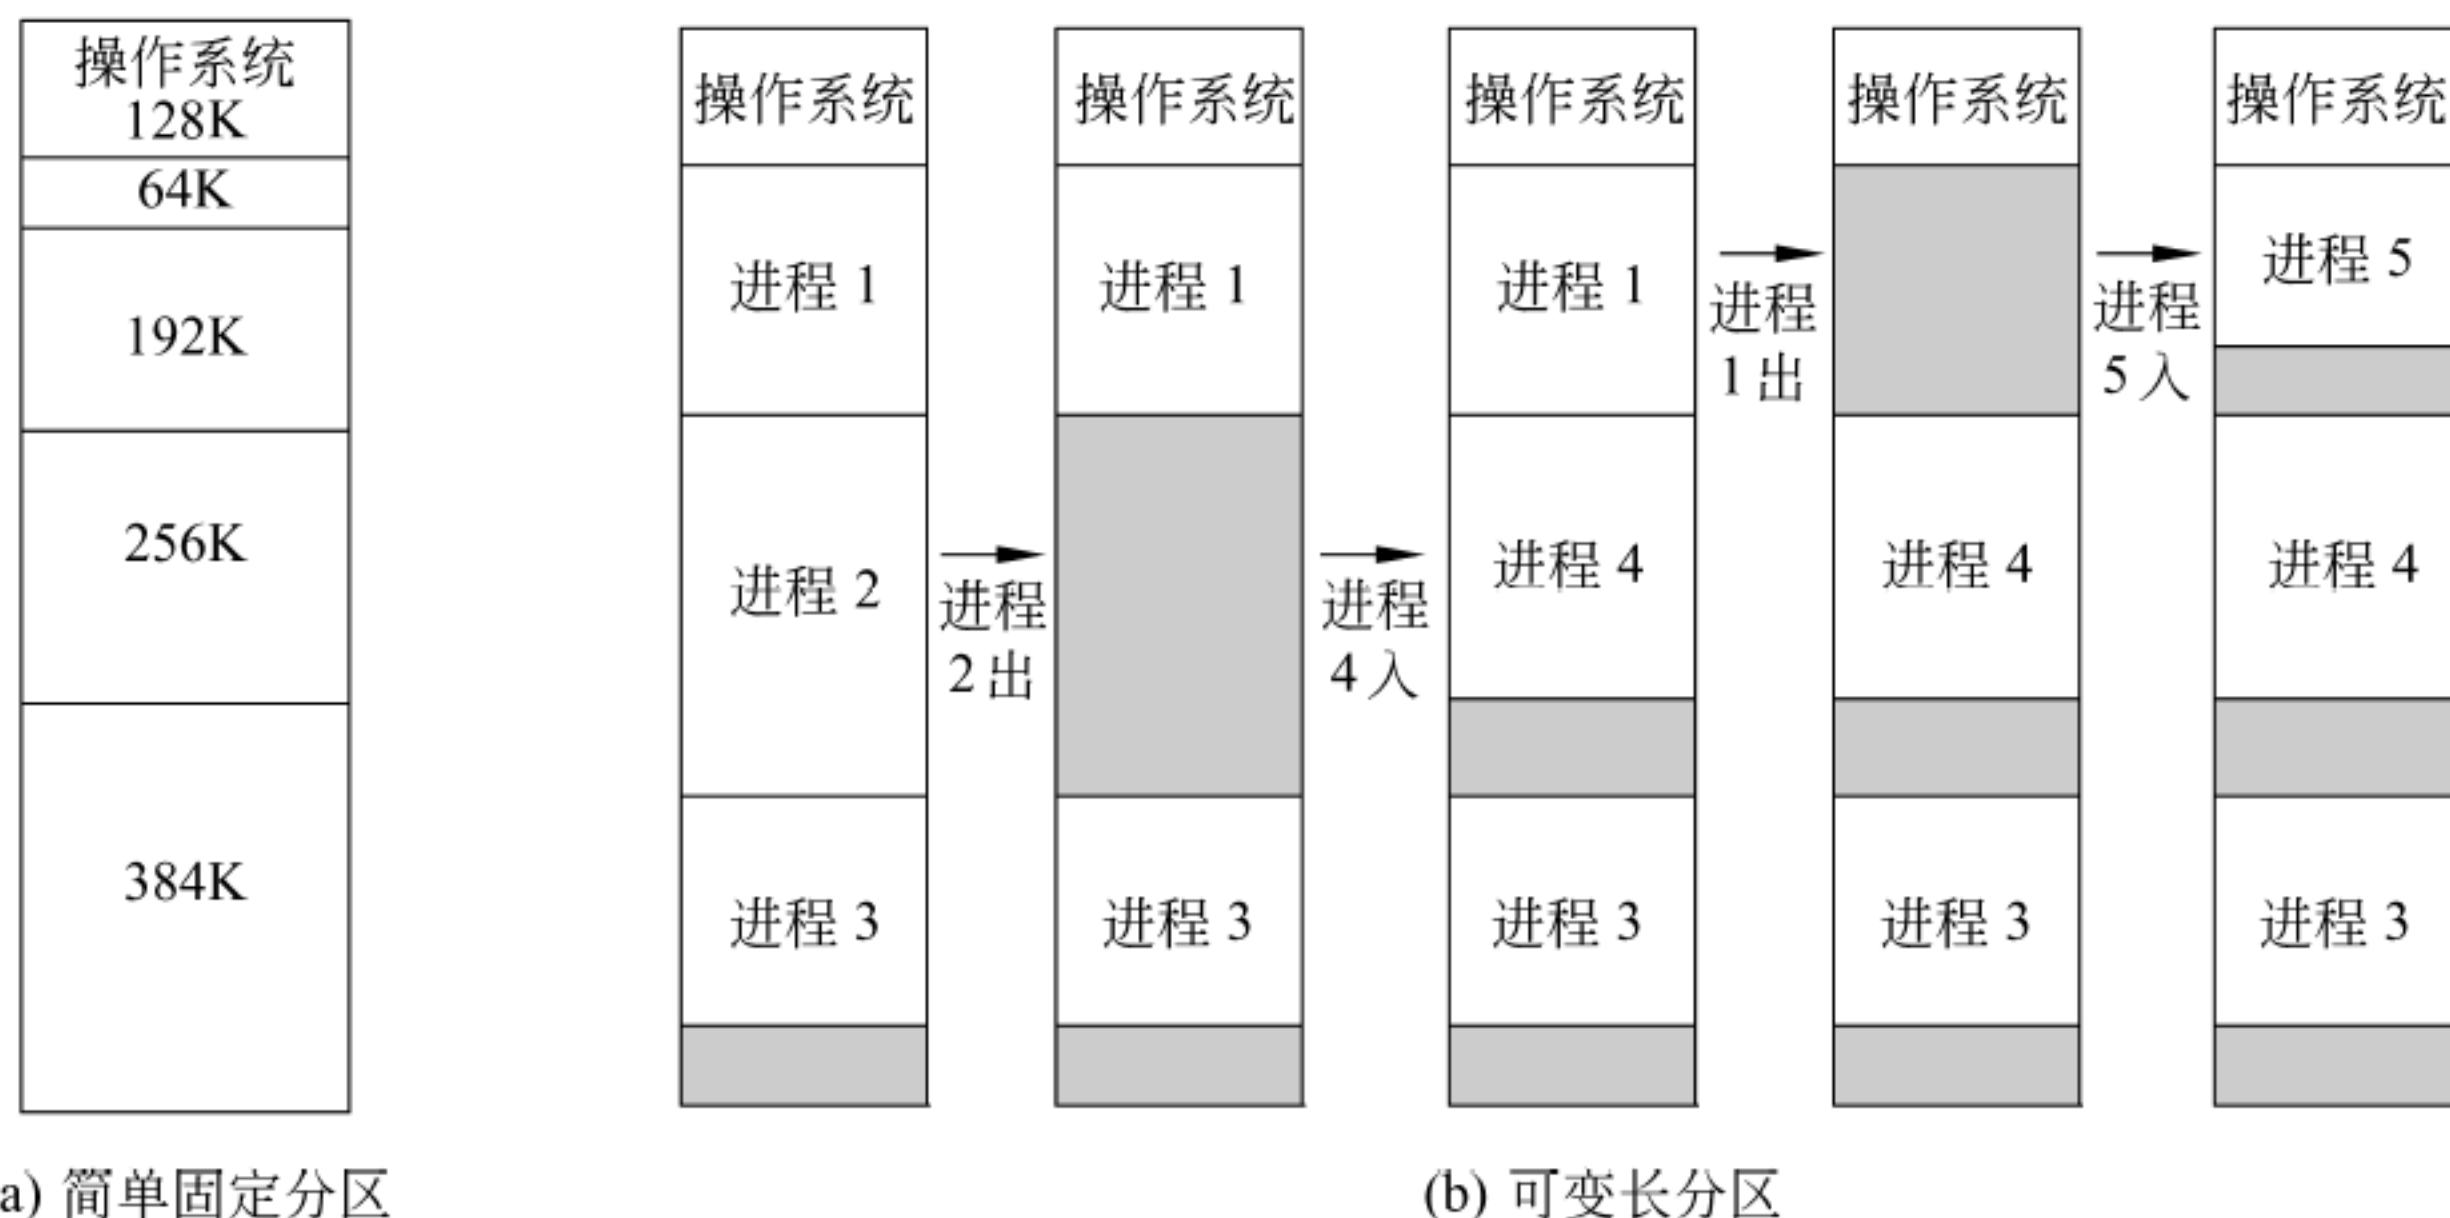 操作系统
128K
64K
192K
256K
384K
a) 简单固定分区
操作系统
进程 1
进程 2
进程 3
进程
2 出
操作系统
进程 1
进程 3
进程
4 入
操作系统
进程 1
进程 4
进程 3
进程
1 出
操作系统
进程 4
进程 3
进程
5 入
操作系统
进程 5
进程 4
进程 3
(b) 可变长分区